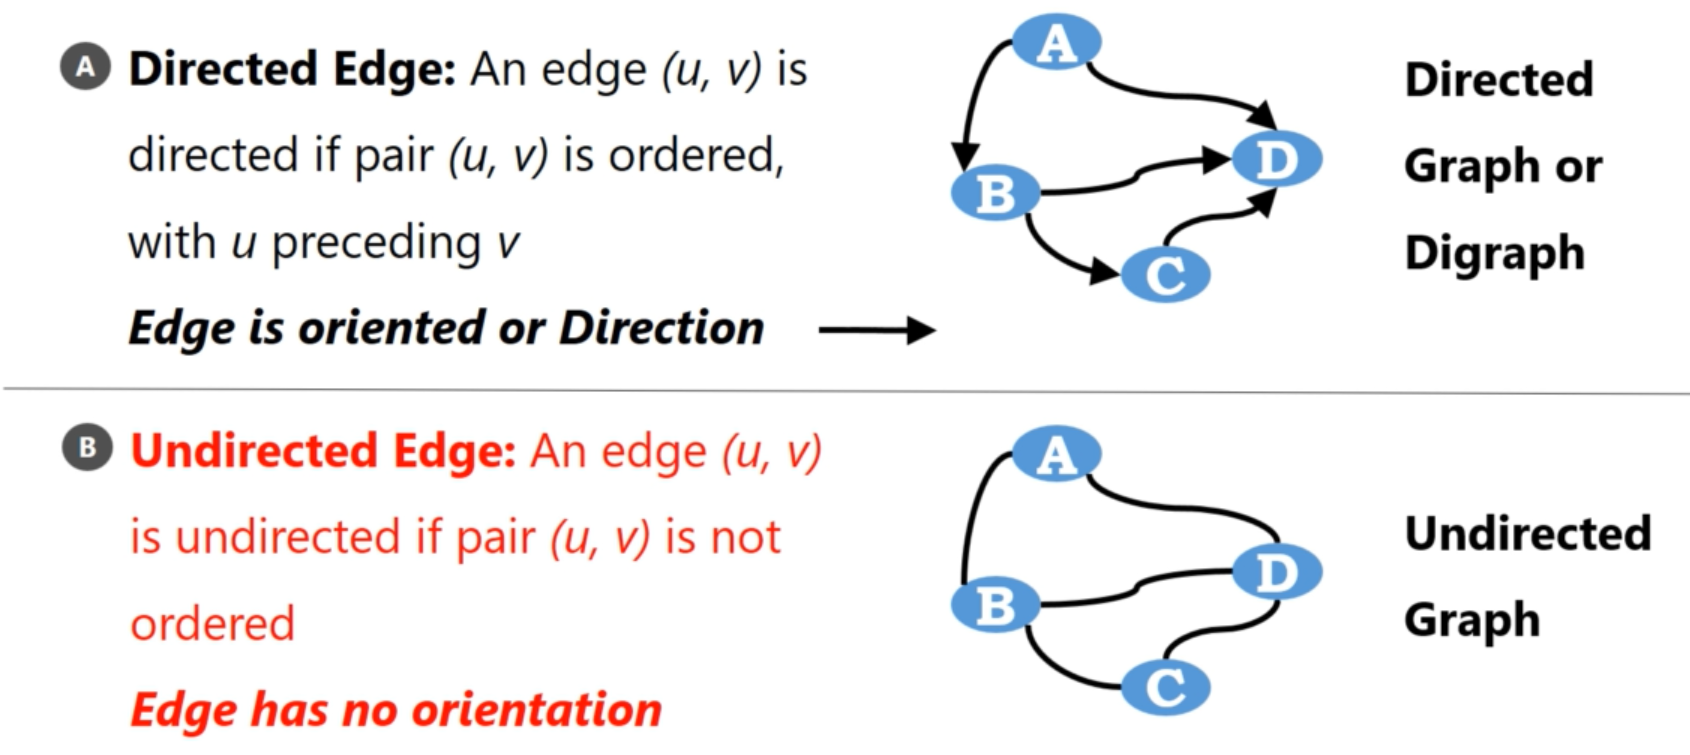 A Directed Edge: An edge (u, v) is
directed if pair (u, v) is ordered,
with u preceding v
Edge is oriented or Direction
A
B
D
C
Directed
Graph or
Digraph
B Undirected Edge: An edge (u, v)
is undirected if pair (u, v) is not
ordered
Edge has no orientation
A
D
B
C
Undirected
Graph